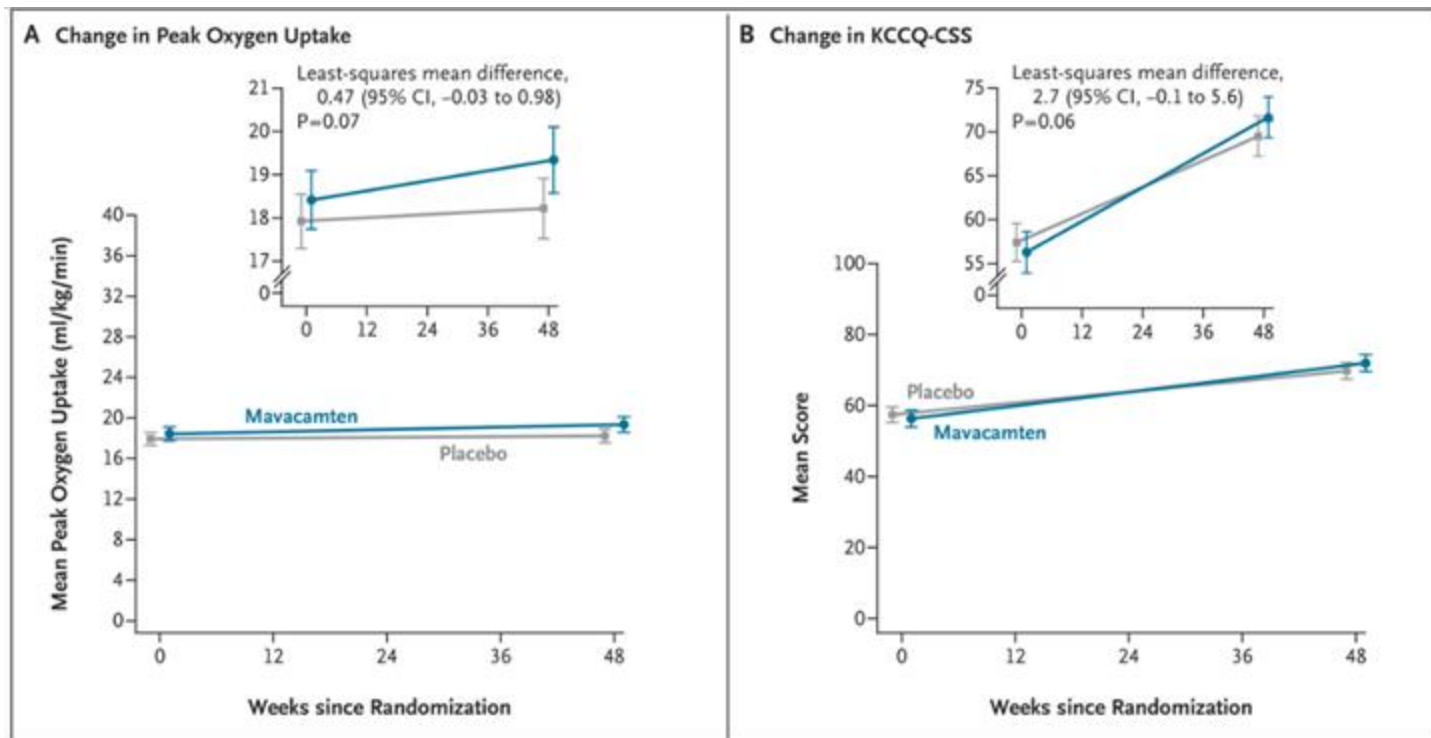 A Change in Peak Oxygen Uptake
Least-squares mean difference,
0.47 (95% CI, −0.03 to 0.98)
P=0.07
21
20
19
18
17
0
0 12 24 36 48
40
36
32
28
24
20
16
12
8
4
0
Mavacamten
Placebo
Mean Peak Oxygen Uptake (ml/kg/min)
0 12 24 36 48
Weeks since Randomization
B Change in KCCQ-CSS
Least-squares mean difference,
2.7 (95% CI, −0.1 to 5.6)
P=0.06
75
70
65
60
55
0
0 12 24 36 48
100
80
60
40
20
0
Placebo
Mavacamten
Mean Score
0 12 24 36 48
Weeks since Randomization